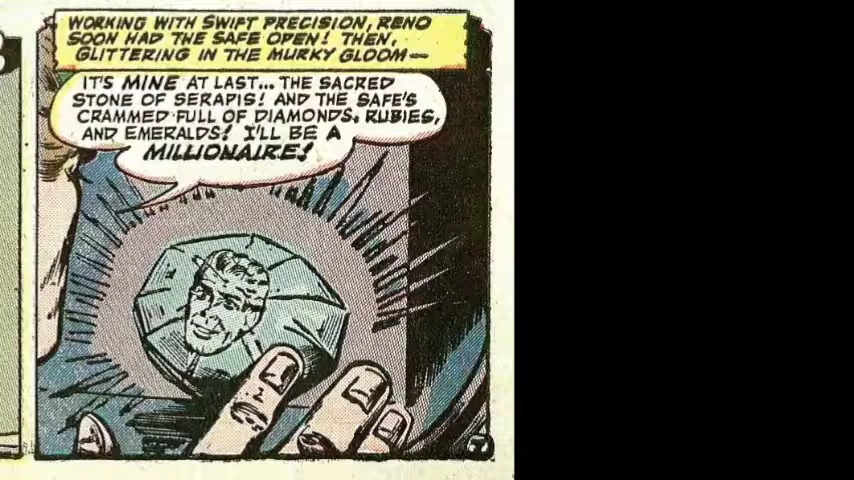 WORKING WITH SWIFT PRECISION, RENO
SOON HAD THE SAFE OPEN! THEN,
GLITTERING IN THE MURKY GLOOM—
IT'S MINE AT LAST... THE SACRED
STONE OF SERAPIS! AND THE SAFE'S
CRAMMED FULL OF DIAMONDS, RUBIES,
AND EMERALDS! I'LL BE A
MILLIONAIRE!
7